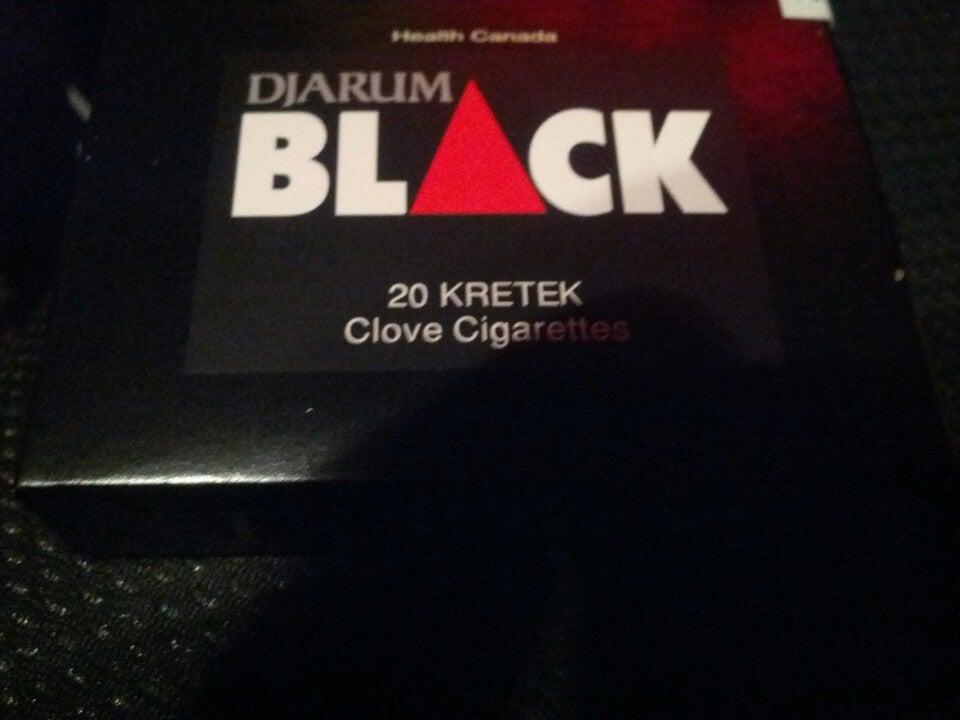 Health Canada
DJARUM
BLACK
20 KRETEK
Clove Cigarettes